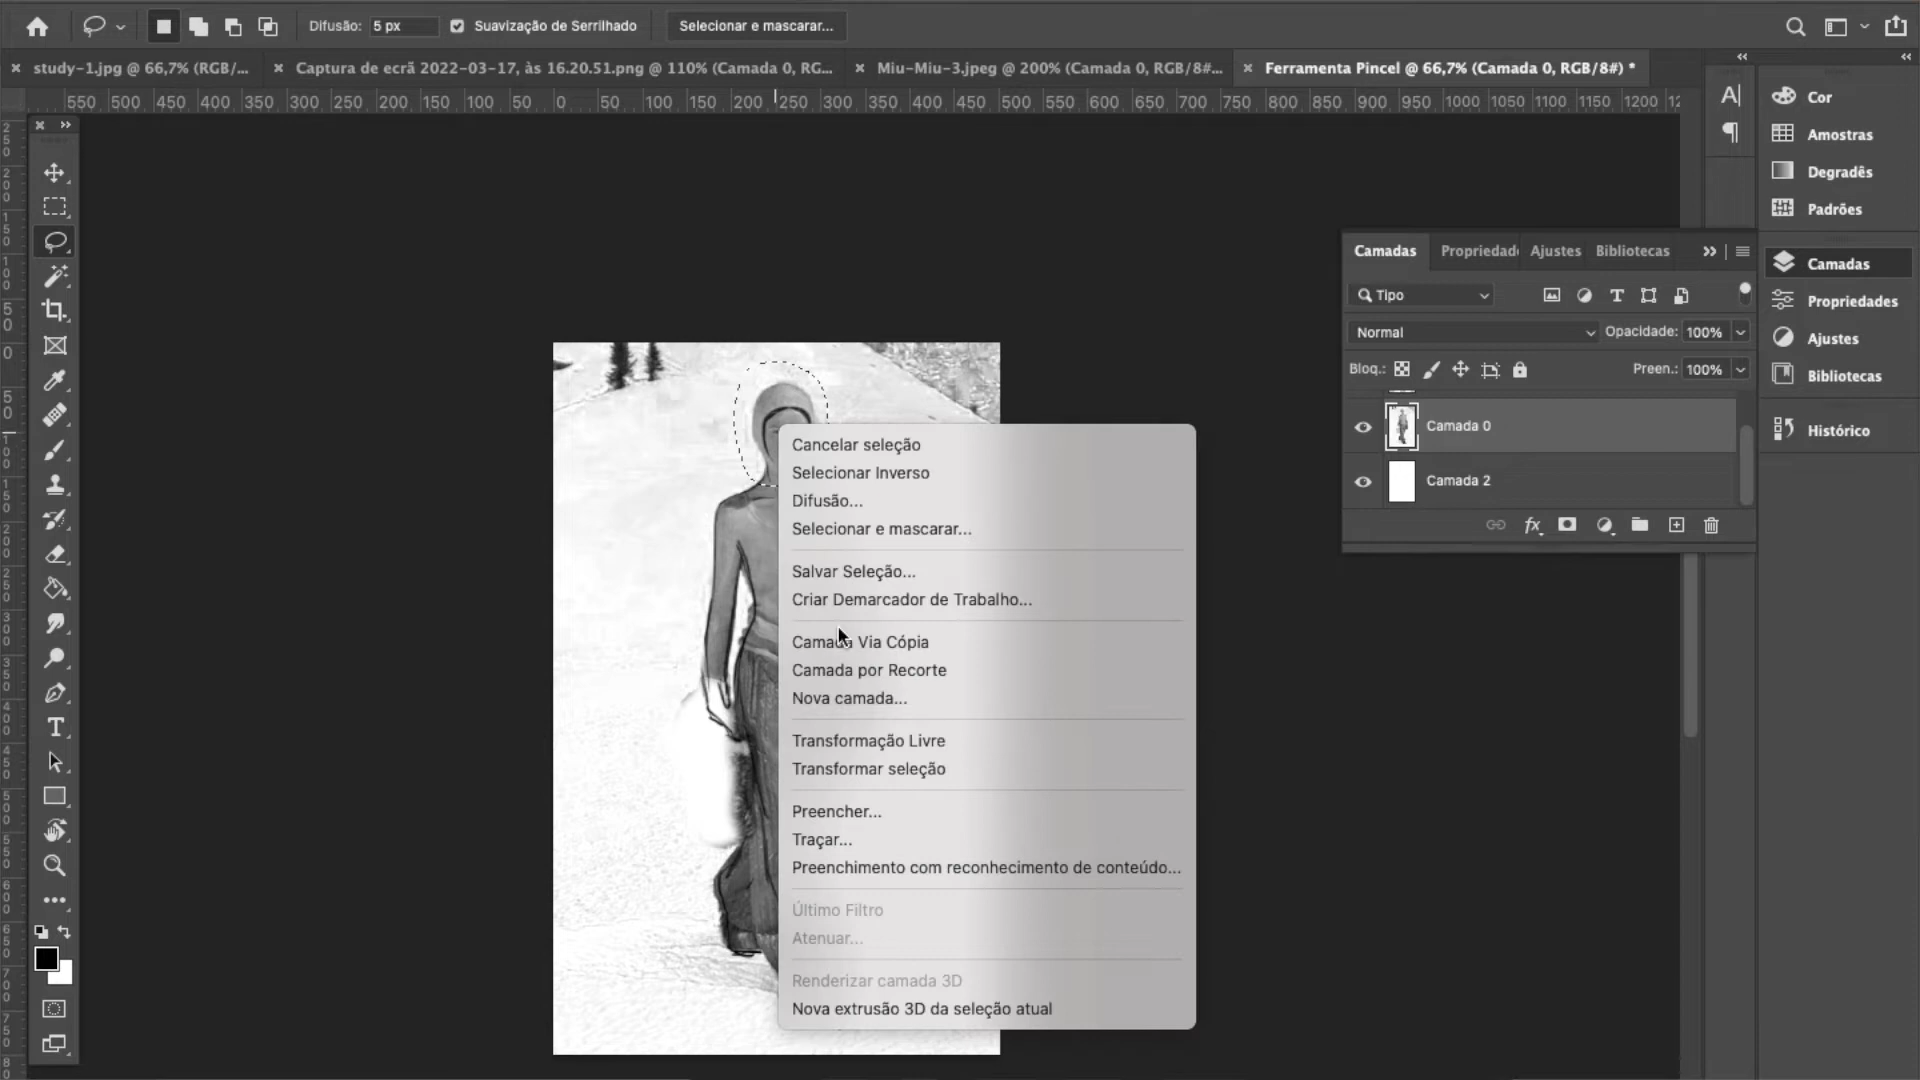 Difusão: 5 px Suavização de Serrilhado Selecionar e mascarar...
study-1.jpg @ 66,7% (RGB/... Captura de ecrã 2022-03-17, às 16.20.51.png @ 110% (Camada 0, RG... Miu-Miu-3.jpeg @ 200% (Camada 0, RGB/8#... Ferramenta Pincel @ 66,7% (Camada 0, RGB/8#) *
550 500 450 400 350 300 250 200 150 100 50 0 50 100 150 200 250 300 350 400 450 500 550 600 650 700 750 800 850 900 950 1000 1050 1100 1150 1200
Cor
Amostras
Degradês
Padrões
Camadas
Propriedades
Ajustes
Bibliotecas
Histórico
Camadas Propriedad Ajustes Bibliotecas
Tipo
Normal Opacidade: 100%
Bloq.: Preen.: 100%
Camada 0
Camada 2
fx
Cancelar seleção
Selecionar Inverso
Difusão...
Selecionar e mascarar...
Salvar Seleção...
Criar Demarcador de Trabalho...
Camada Via Cópia
Camada por Recorte
Nova camada...
Transformação Livre
Transformar seleção
Preencher...
Traçar...
Preenchimento com reconhecimento de conteúdo...
Último Filtro
Atenuar...
Renderizar camada 3D
Nova extrusão 3D da seleção atual